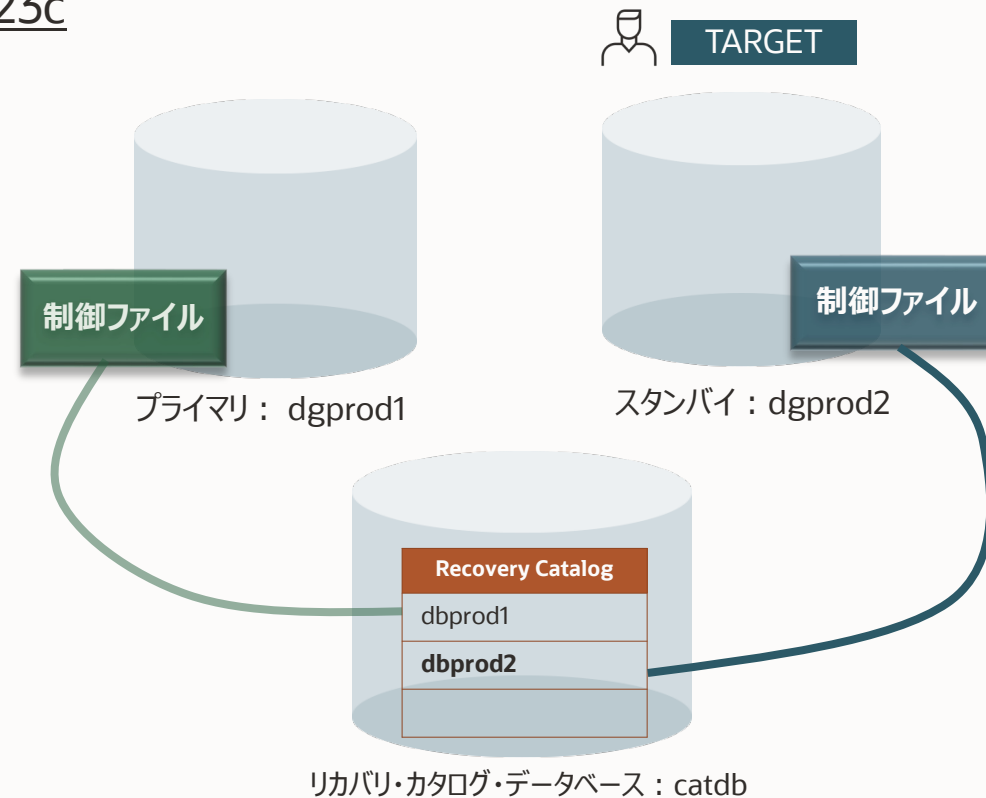 23c
TARGET
制御ファイル
制御ファイル
プライマリ： dgprod1
スタンバイ：dgprod2
Recovery Catalog
dbprod1
dbprod2
リカバリ・カタログ・データベース：catdb